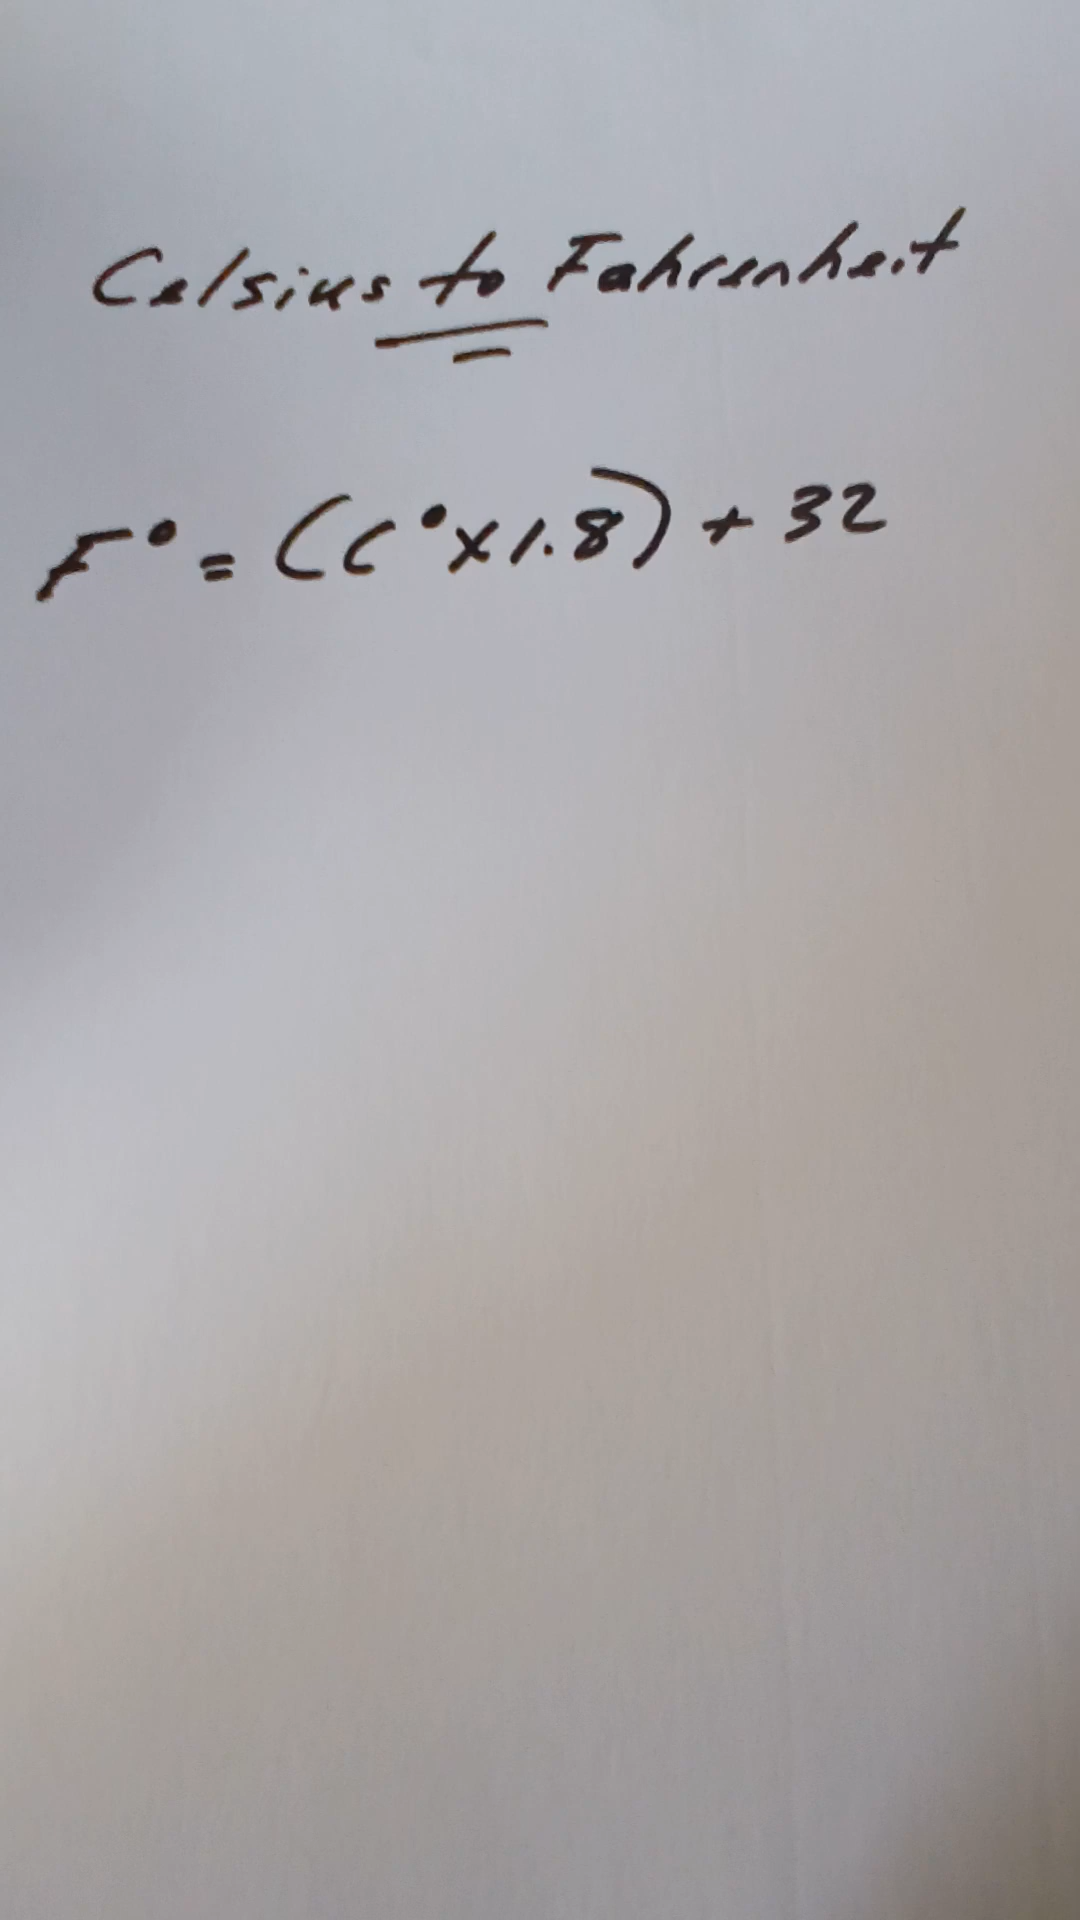 Celsius to Fahrenheit
F° = (C° x 1.8) + 32